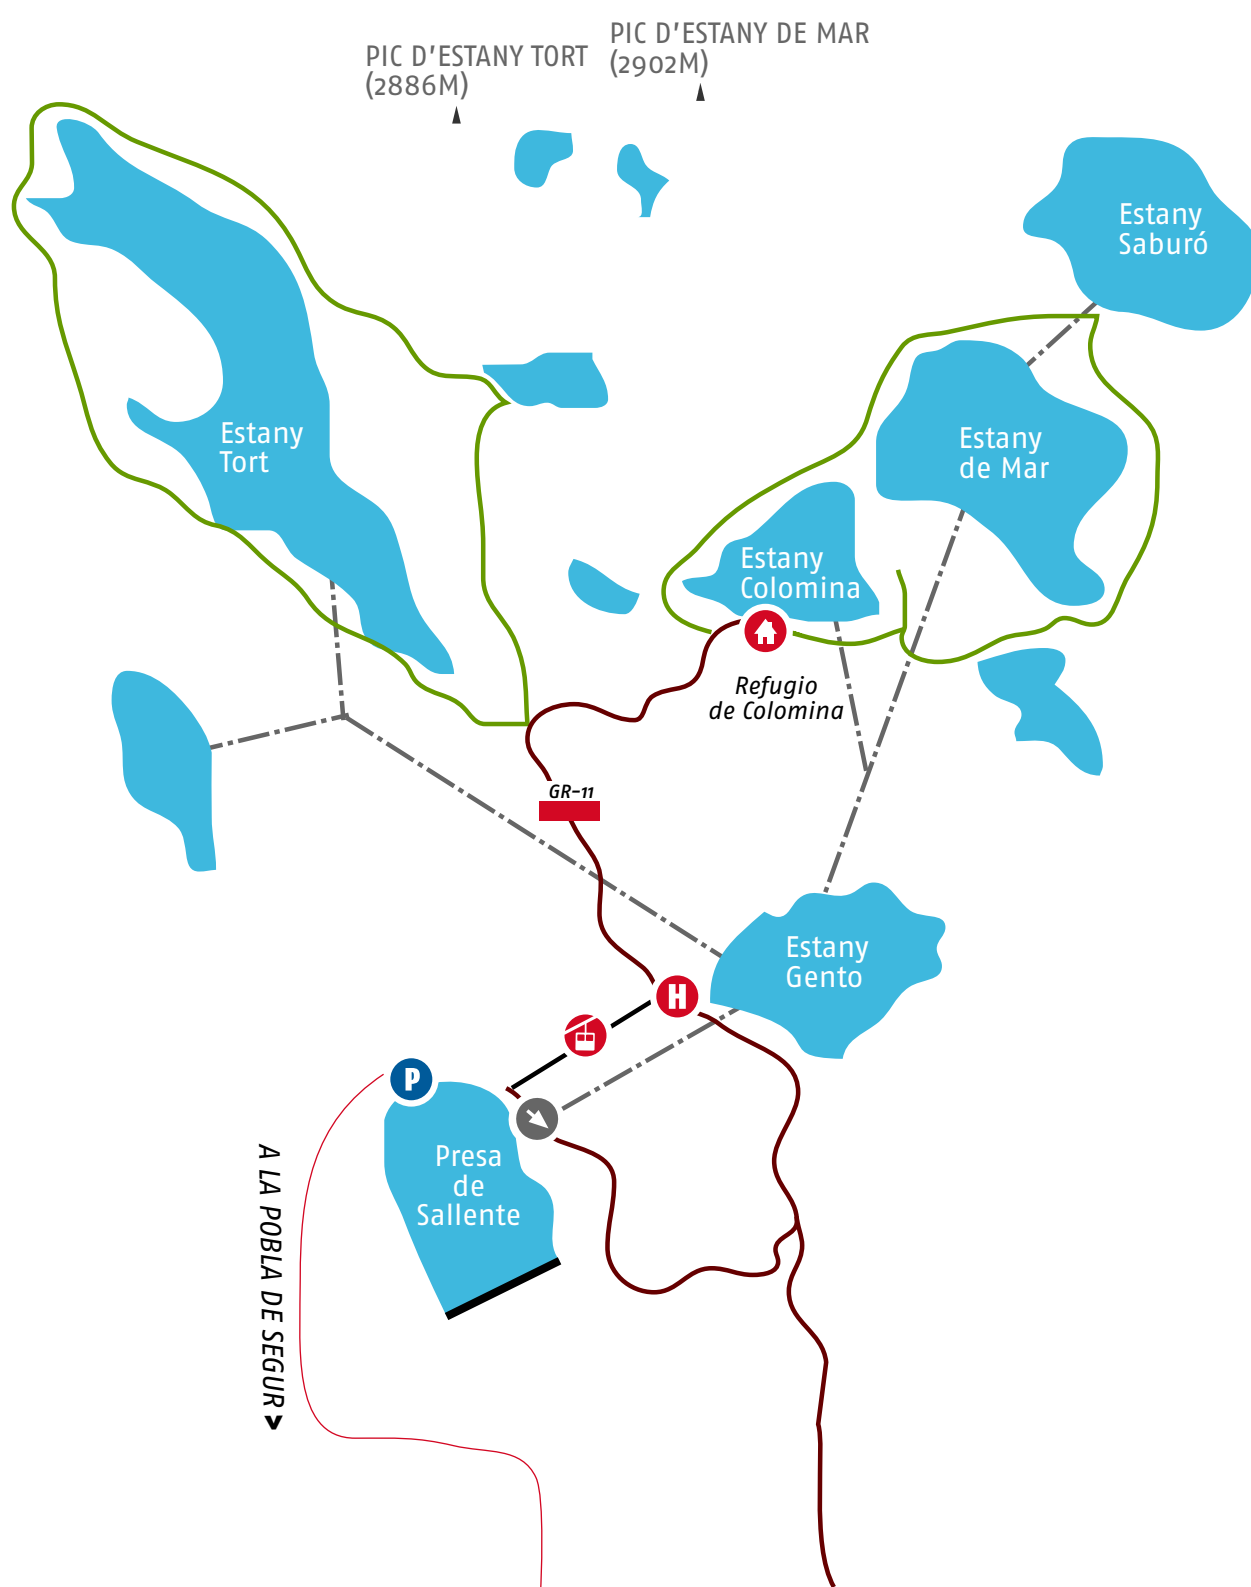 PIC D'ESTANY TORT
(2886M)
PIC D'ESTANY DE MAR
(2902M)
Estany
Saburó
Estany
Tort
Estany
de Mar
Estany
Colomina
Refugio
de Colomina
GR-11
Estany
Gento
H
P
Presa
de
Sallente
A LA POBLA DE SEGUR >